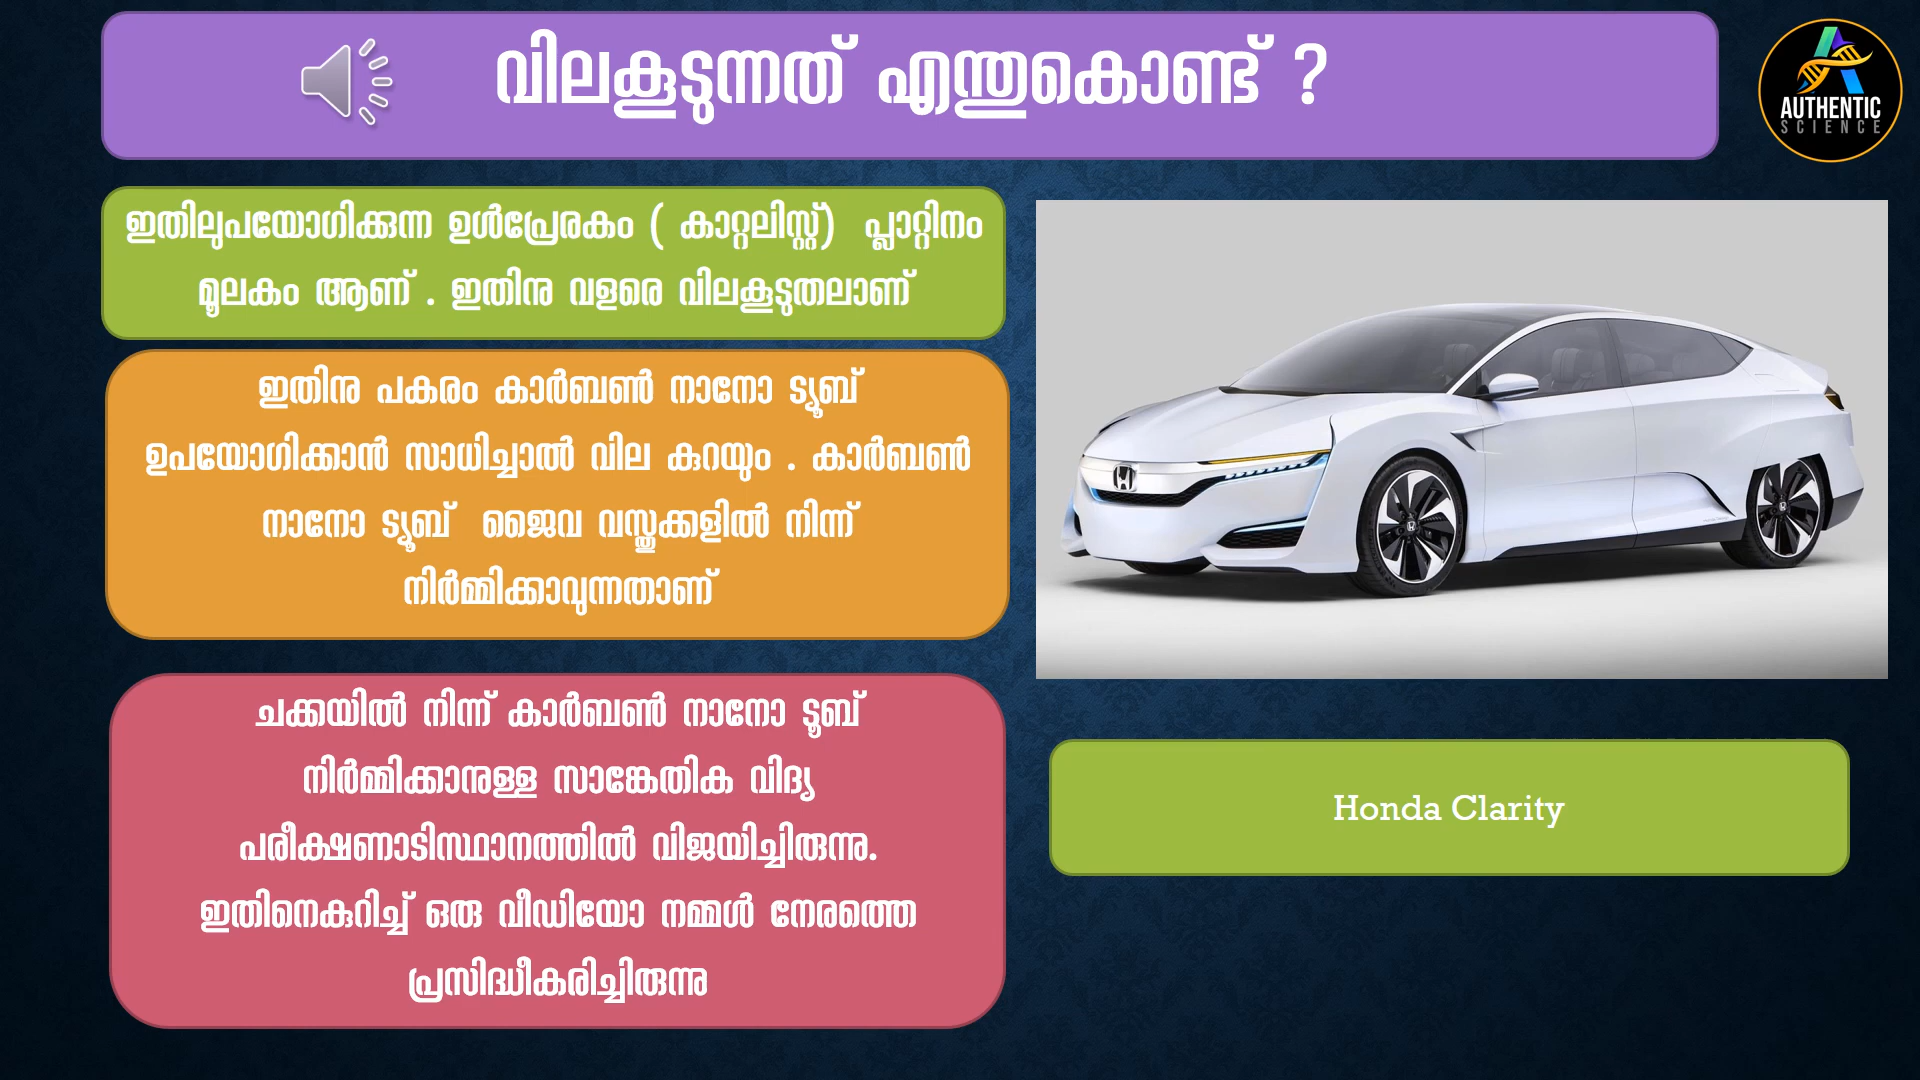 വിലകൂടുന്നത് എന്തുകൊണ്ട് ?
AUTHENTIC
SCIENCE
ഇതിലുപയോഗിക്കുന്ന ഉൾപ്രേരകം ( കാറ്റലിസ്റ്റ്) പ്ലാറ്റിനം
മൂലകം ആണ് . ഇതിനു വളരെ വിലകൂടുതലാണ്
ഇതിനു പകരം കാർബൺ നാനോ ട്യൂബ്
ഉപയോഗിക്കാൻ സാധിച്ചാൽ വില കുറയും . കാർബൺ
നാനോ ട്യൂബ് ജൈവ വസ്തുക്കളിൽ നിന്ന്
നിർമ്മിക്കാവുന്നതാണ്
ചക്കയിൽ നിന്ന് കാർബൺ നാനോ ടൂബ്
നിർമ്മിക്കാനുള്ള സാങ്കേതിക വിദ്യ
പരീക്ഷണാടിസ്ഥാനത്തിൽ വിജയിച്ചിരുന്നു.
ഇതിനെകുറിച്ച് ഒരു വീഡിയോ നമ്മൾ നേരത്തെ
പ്രസിദ്ധീകരിച്ചിരുന്നു
Honda Clarity